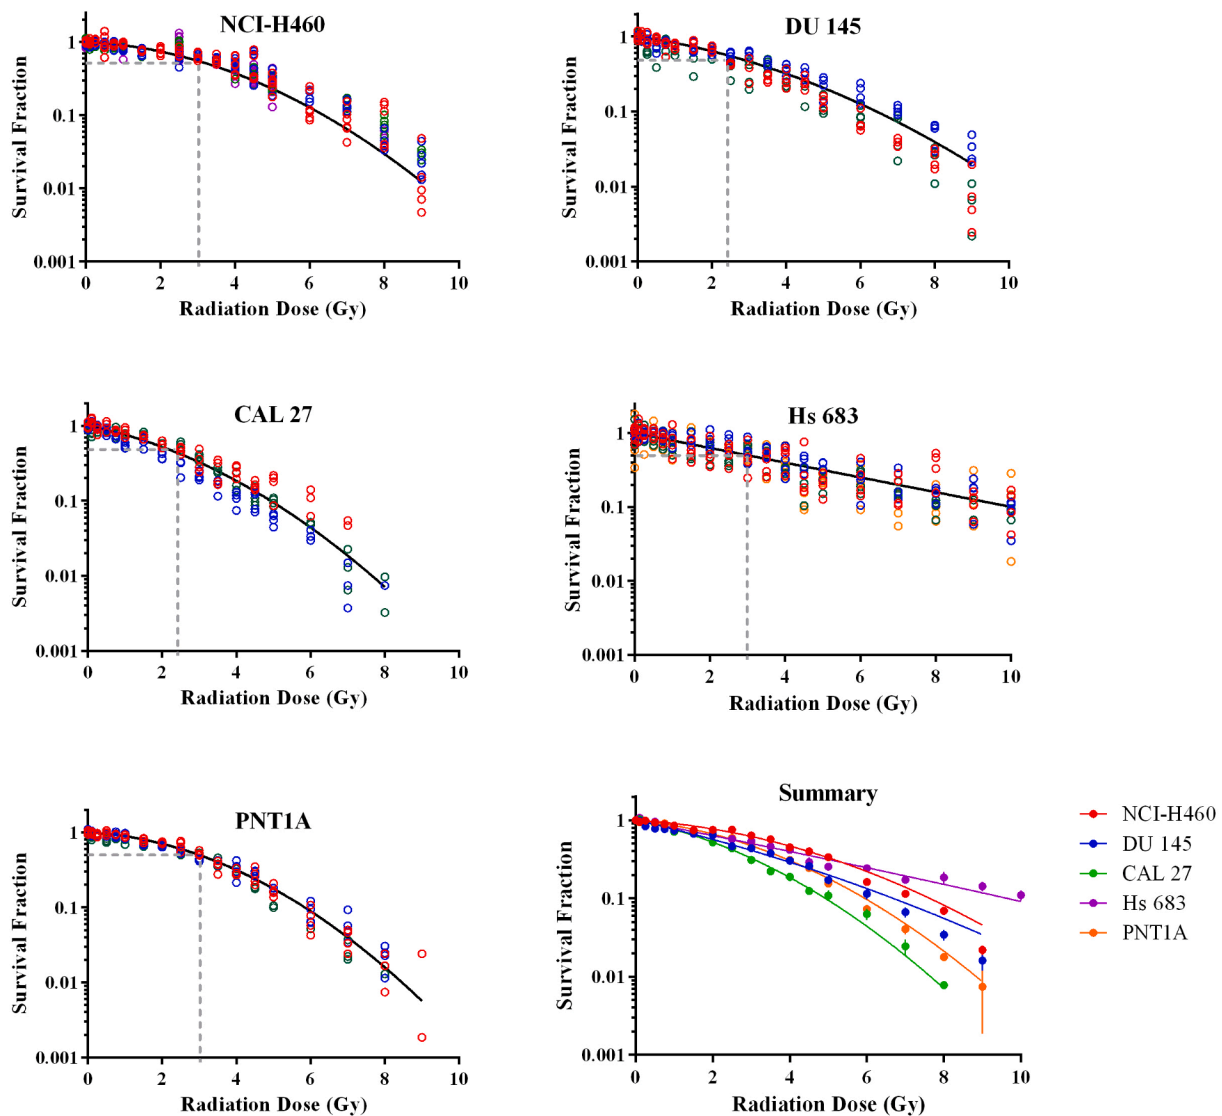 NCI-H460
1
0.1
0.01
0.001
Survival Fraction
0 2 4 6 8 10
Radiation Dose (Gy)
DU 145
1
0.1
0.01
0.001
Survival Fraction
0 2 4 6 8 10
Radiation Dose (Gy)
CAL 27
1
0.1
0.01
0.001
Survival Fraction
0 2 4 6 8 10
Radiation Dose (Gy)
Hs 683
1
0.1
0.01
0.001
Survival Fraction
0 2 4 6 8 10
Radiation Dose (Gy)
PNT1A
1
0.1
0.01
0.001
Survival Fraction
0 2 4 6 8 10
Radiation Dose (Gy)
Summary
1
0.1
0.01
0.001
Survival Fraction
0 2 4 6 8 10
Radiation Dose (Gy)
NCI-H460
DU 145
CAL 27
Hs 683
PNT1A